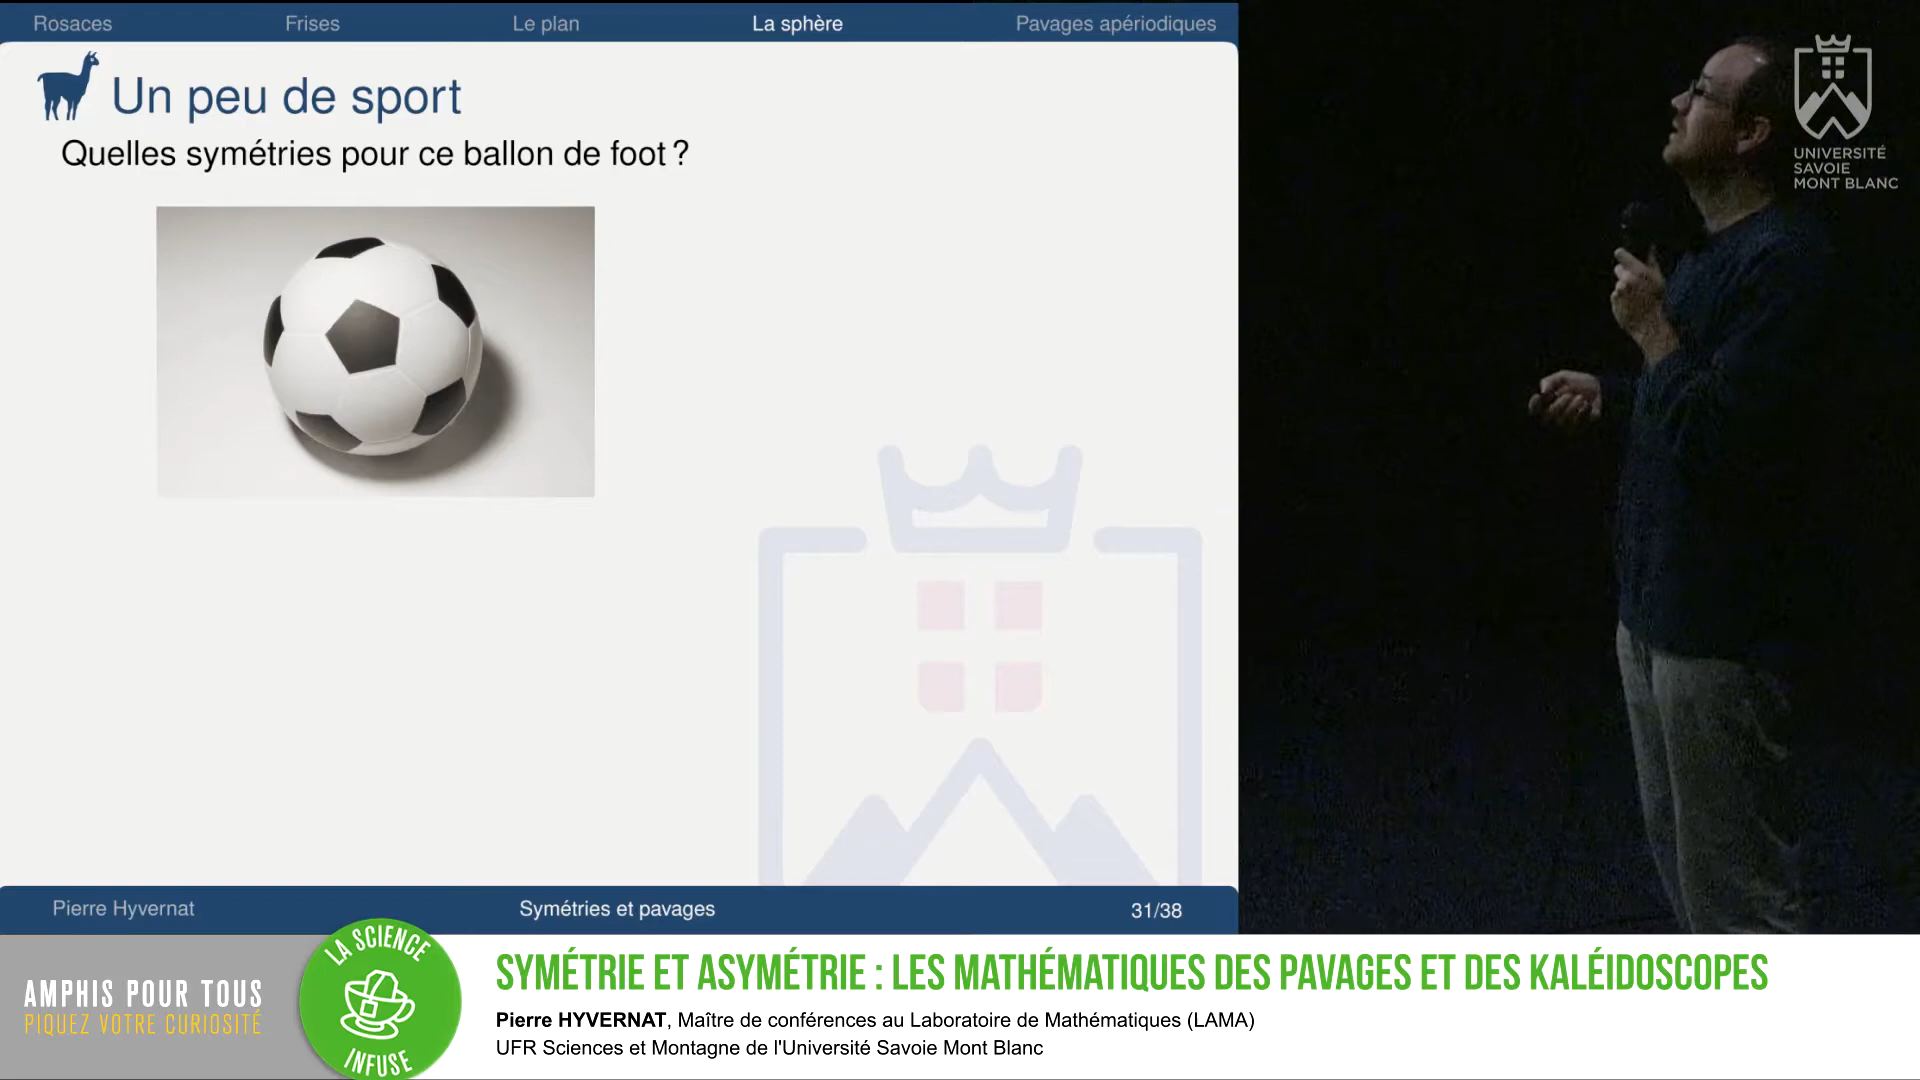 Rosaces Frises Le plan La sphère Pavages apériodiques
Un peu de sport
Quelles symétries pour ce ballon de foot ?
UNIVERSITÉ
SAVOIE
MONT BLANC
Pierre Hyvernat Symétries et pavages 31/38
AMPHIS POUR TOUS
PIQUEZ VOTRE CURIOSITÉ
LA SCIENCE
INFUSE
SYMÉTRIE ET ASYMÉTRIE : LES MATHÉMATIQUES DES PAVAGES ET DES KALÉIDOSCOPES
Pierre HYVERNAT, Maître de conférences au Laboratoire de Mathématiques (LAMA)
UFR Sciences et Montagne de l'Université Savoie Mont Blanc